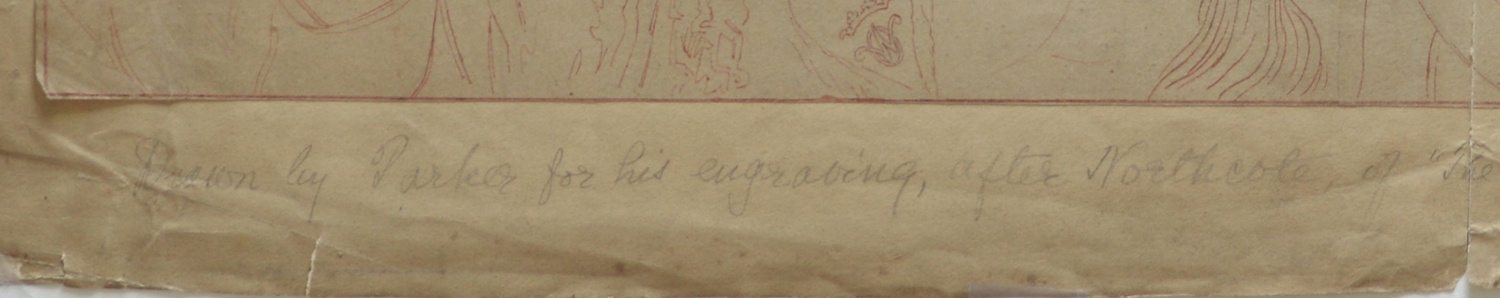 Drawn by Parker for his engraving, after Northcote, of "The